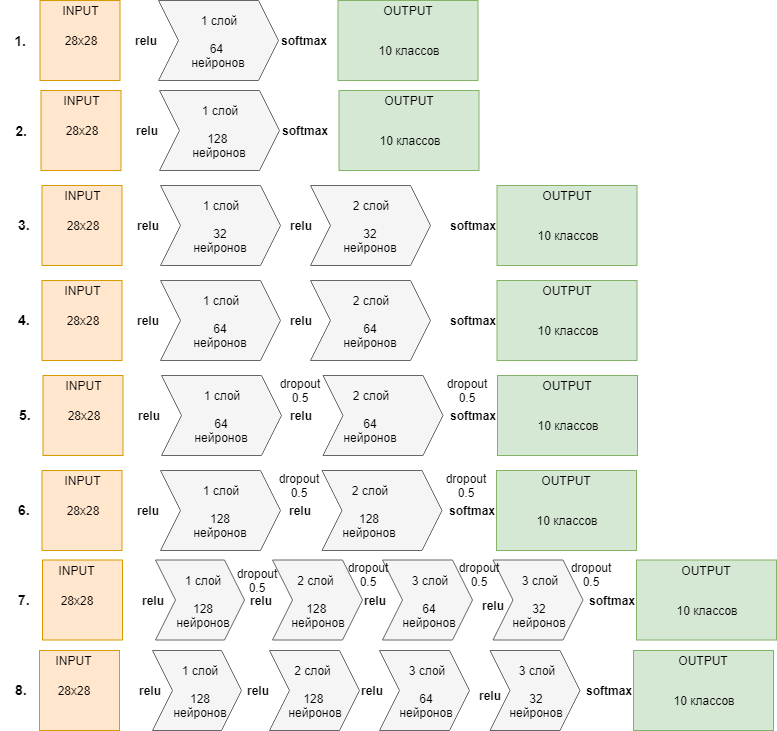 INPUT
28x28
1.
relu
1 слой
64
нейронов
softmax
OUTPUT
10 классов
INPUT
28x28
2.
relu
1 слой
128
нейронов
softmax
OUTPUT
10 классов
INPUT
28x28
3.
relu
1 слой
32
нейронов
relu
2 слой
32
нейронов
softmax
OUTPUT
10 классов
INPUT
28x28
4.
relu
1 слой
64
нейронов
relu
2 слой
64
нейронов
softmax
OUTPUT
10 классов
INPUT
28x28
5.
relu
1 слой
64
нейронов
dropout
0.5
relu
2 слой
64
нейронов
dropout
0.5
softmax
OUTPUT
10 классов
INPUT
28x28
6.
relu
1 слой
128
нейронов
dropout
0.5
relu
2 слой
128
нейронов
dropout
0.5
softmax
OUTPUT
10 классов
INPUT
28x28
7.
relu
1 слой
128
нейронов
dropout
0.5
relu
2 слой
128
нейронов
dropout
0.5
relu
3 слой
64
нейронов
dropout
0.5
relu
3 слой
32
нейронов
dropout
0.5
softmax
OUTPUT
10 классов
INPUT
28x28
8.
relu
1 слой
128
нейронов
relu
2 слой
128
нейронов
relu
3 слой
64
нейронов
relu
3 слой
32
нейронов
softmax
OUTPUT
10 классов